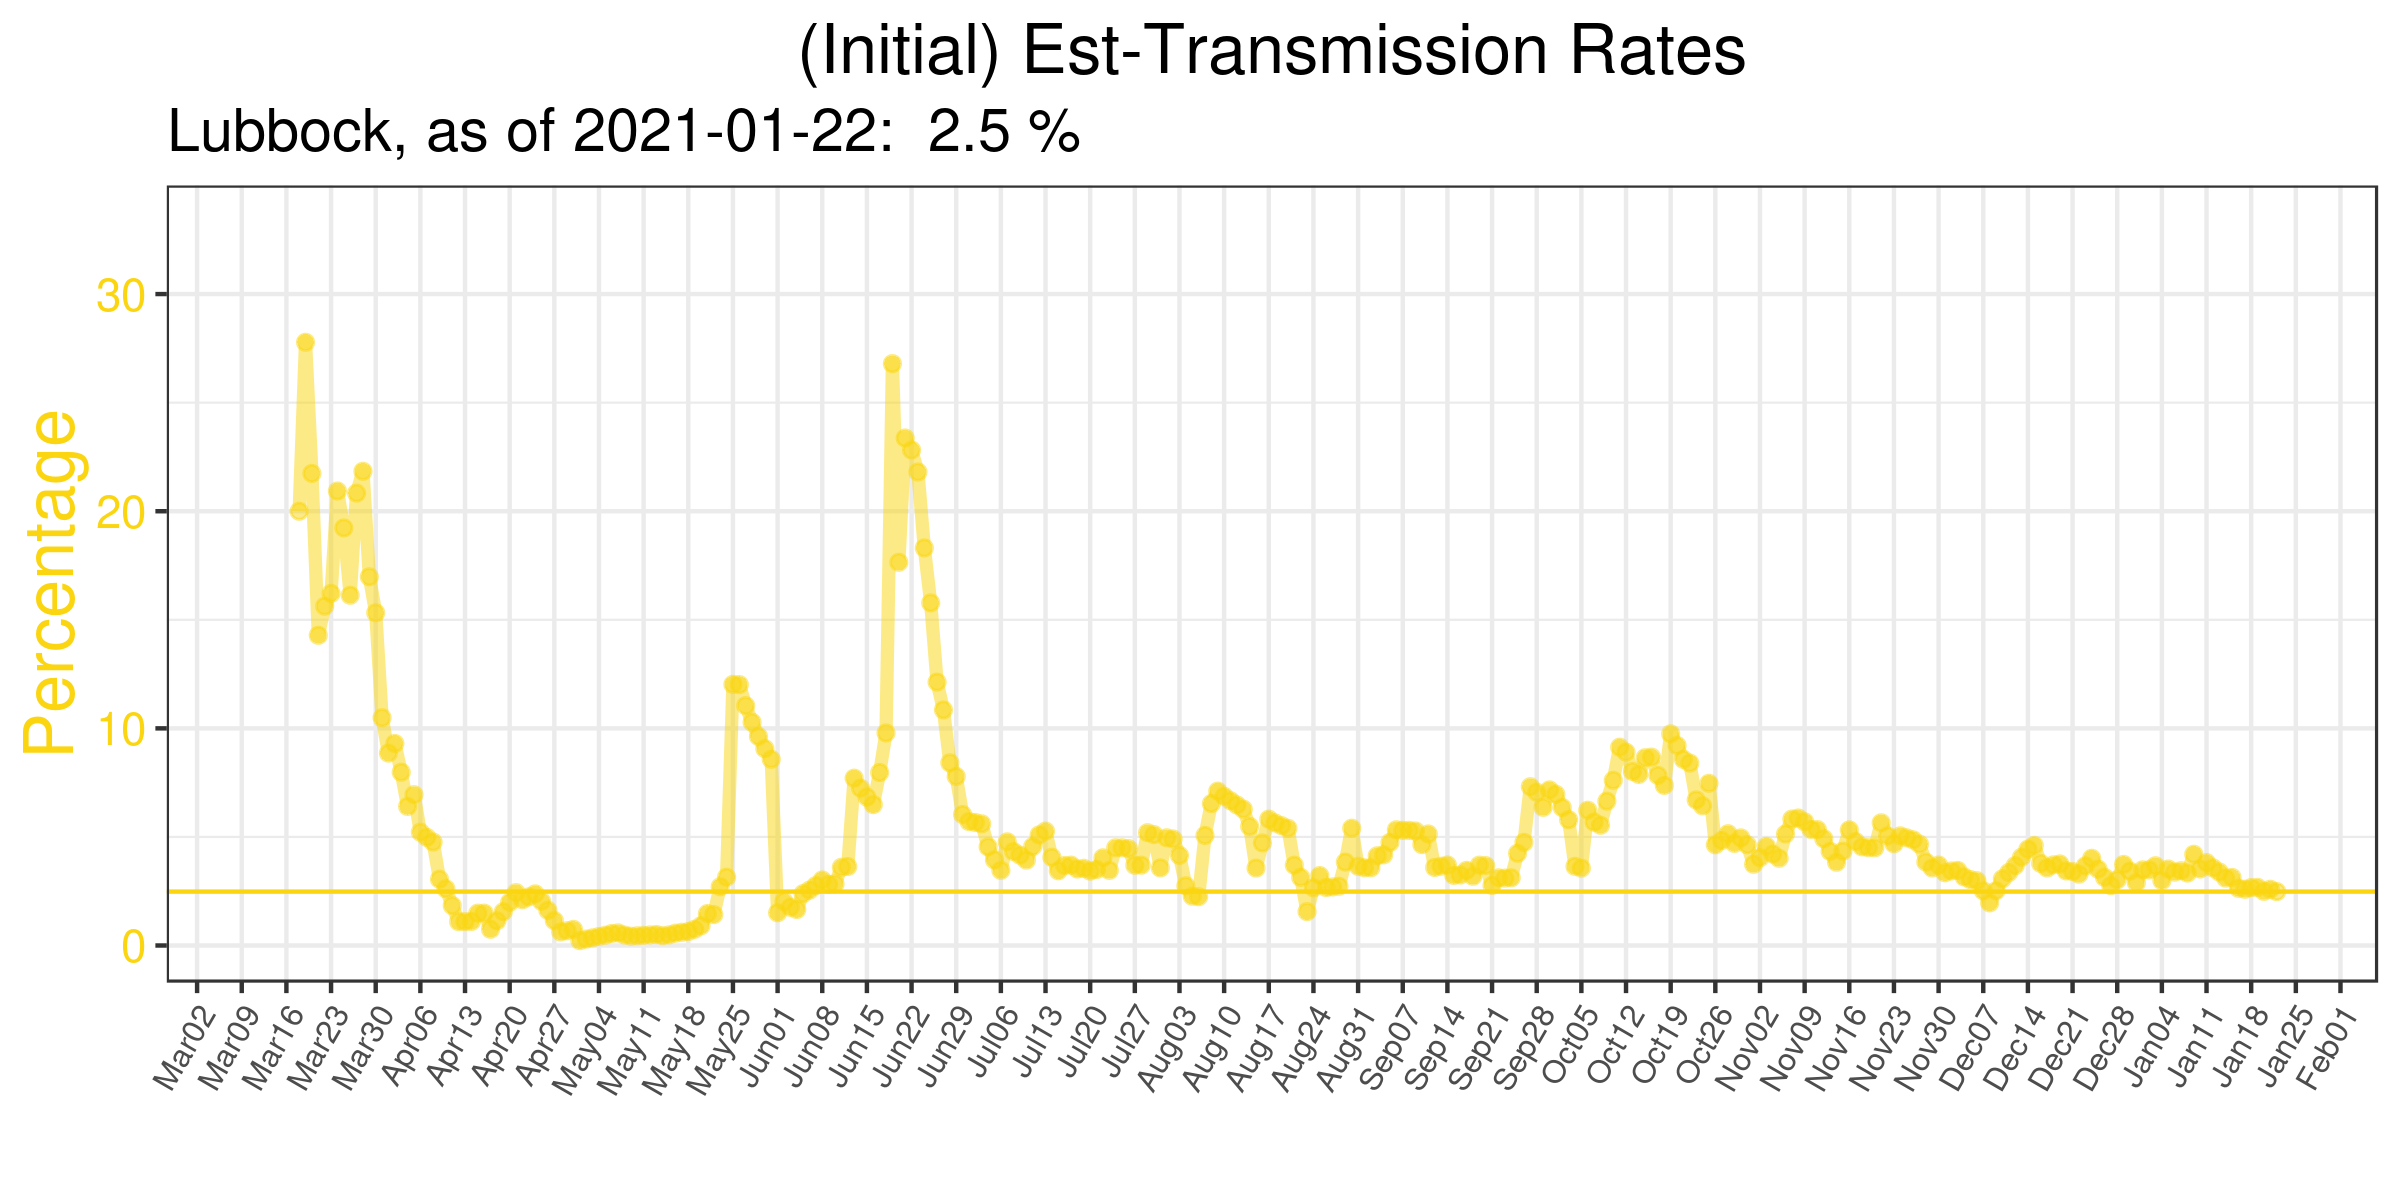 (Initial) Est-Transmission Rates
Lubbock, as of 2021-01-22:  2.5 %
Percentage
30
20
10
0
Mar02
Mar09
Mar16
Mar23
Mar30
Apr06
Apr13
Apr20
Apr27
May04
May11
May18
May25
Jun01
Jun08
Jun15
Jun22
Jun29
Jul06
Jul13
Jul20
Jul27
Aug03
Aug10
Aug17
Aug24
Aug31
Sep07
Sep14
Sep21
Sep28
Oct05
Oct12
Oct19
Oct26
Nov02
Nov09
Nov16
Nov23
Nov30
Dec07
Dec14
Dec21
Dec28
Jan04
Jan11
Jan18
Jan25
Feb01